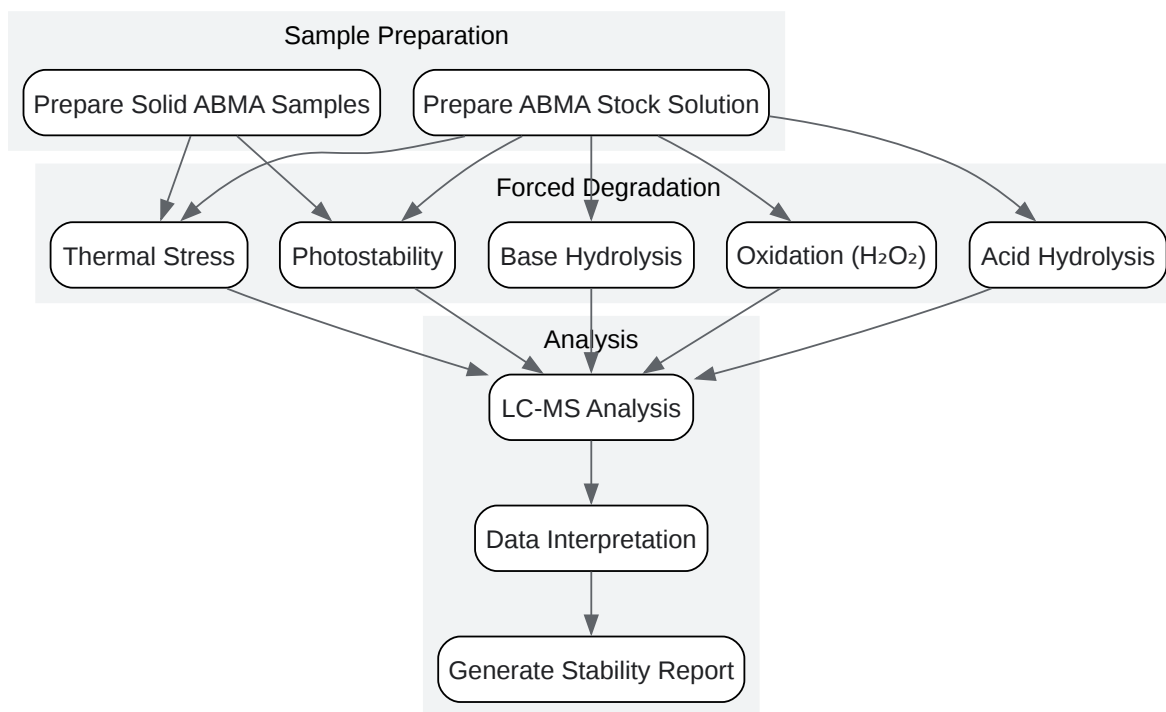 Sample Preparation
Prepare Solid ABMA Samples
Prepare ABMA Stock Solution
Forced Degradation
Thermal Stress
Photostability
Base Hydrolysis
Oxidation (H₂O₂)
Acid Hydrolysis
Analysis
LC-MS Analysis
Data Interpretation
Generate Stability Report